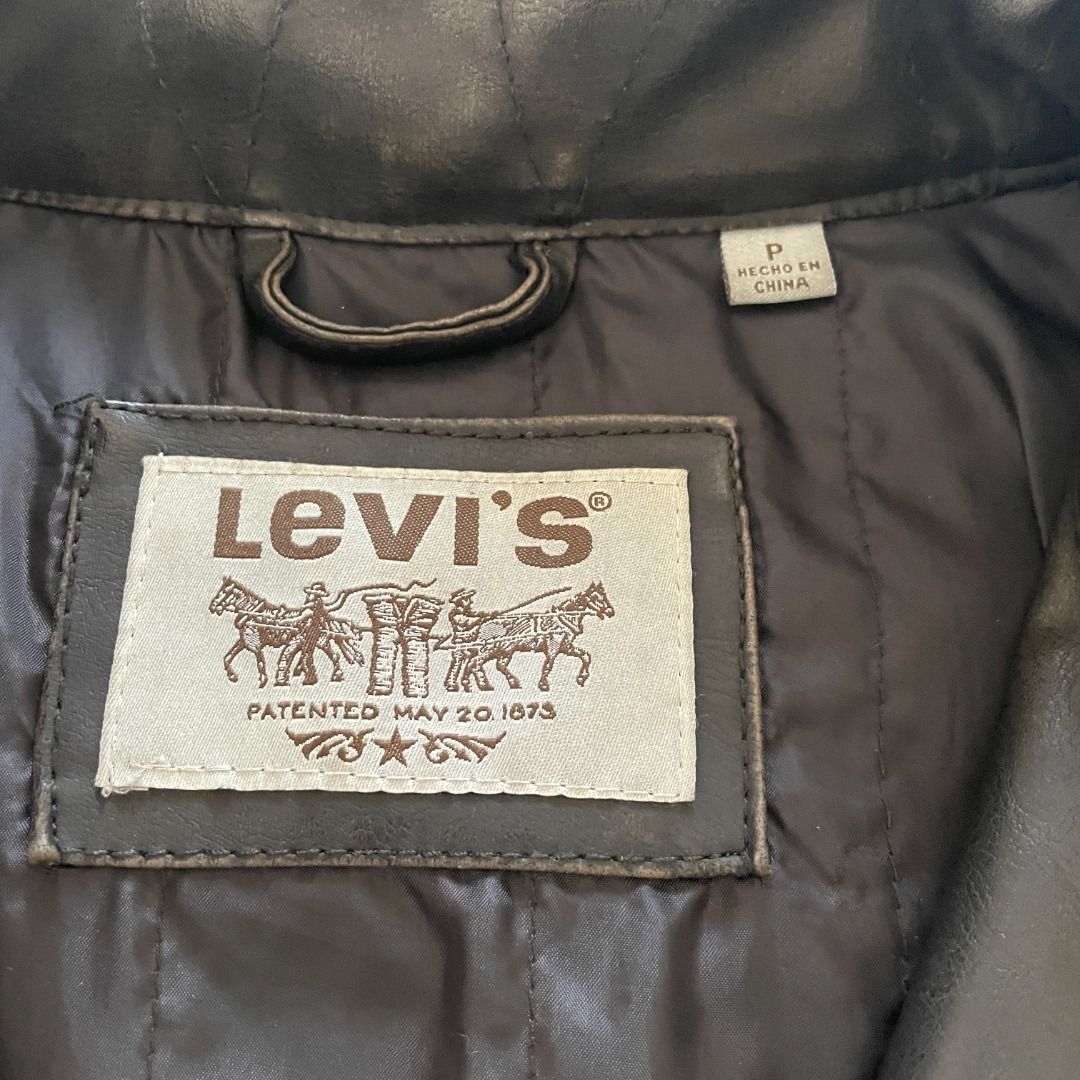 P
HECHO EN
CHINA
LeVI'S®
PATENTED MAY 20, 1873